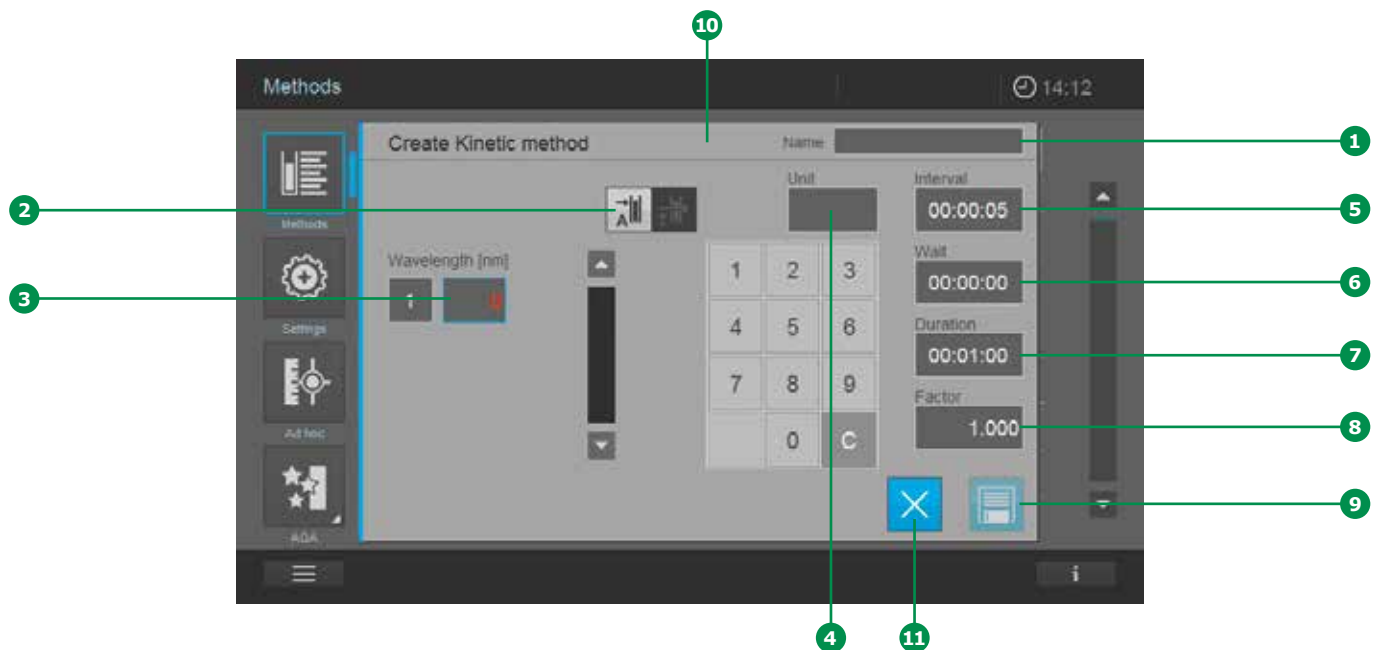 10
Methods
14:12
Create Kinetic method
Name
1
Methods
2
A
Unit
Interval
00:00:05
5
Wavelength [nm]
3
1
1 2 3
Wait
00:00:00
6
Settings
4 5 6
Duration
00:01:00
7
7 8 9
Factor
1.000
8
Ad hoc
0 C
9
AQA
i
4
11